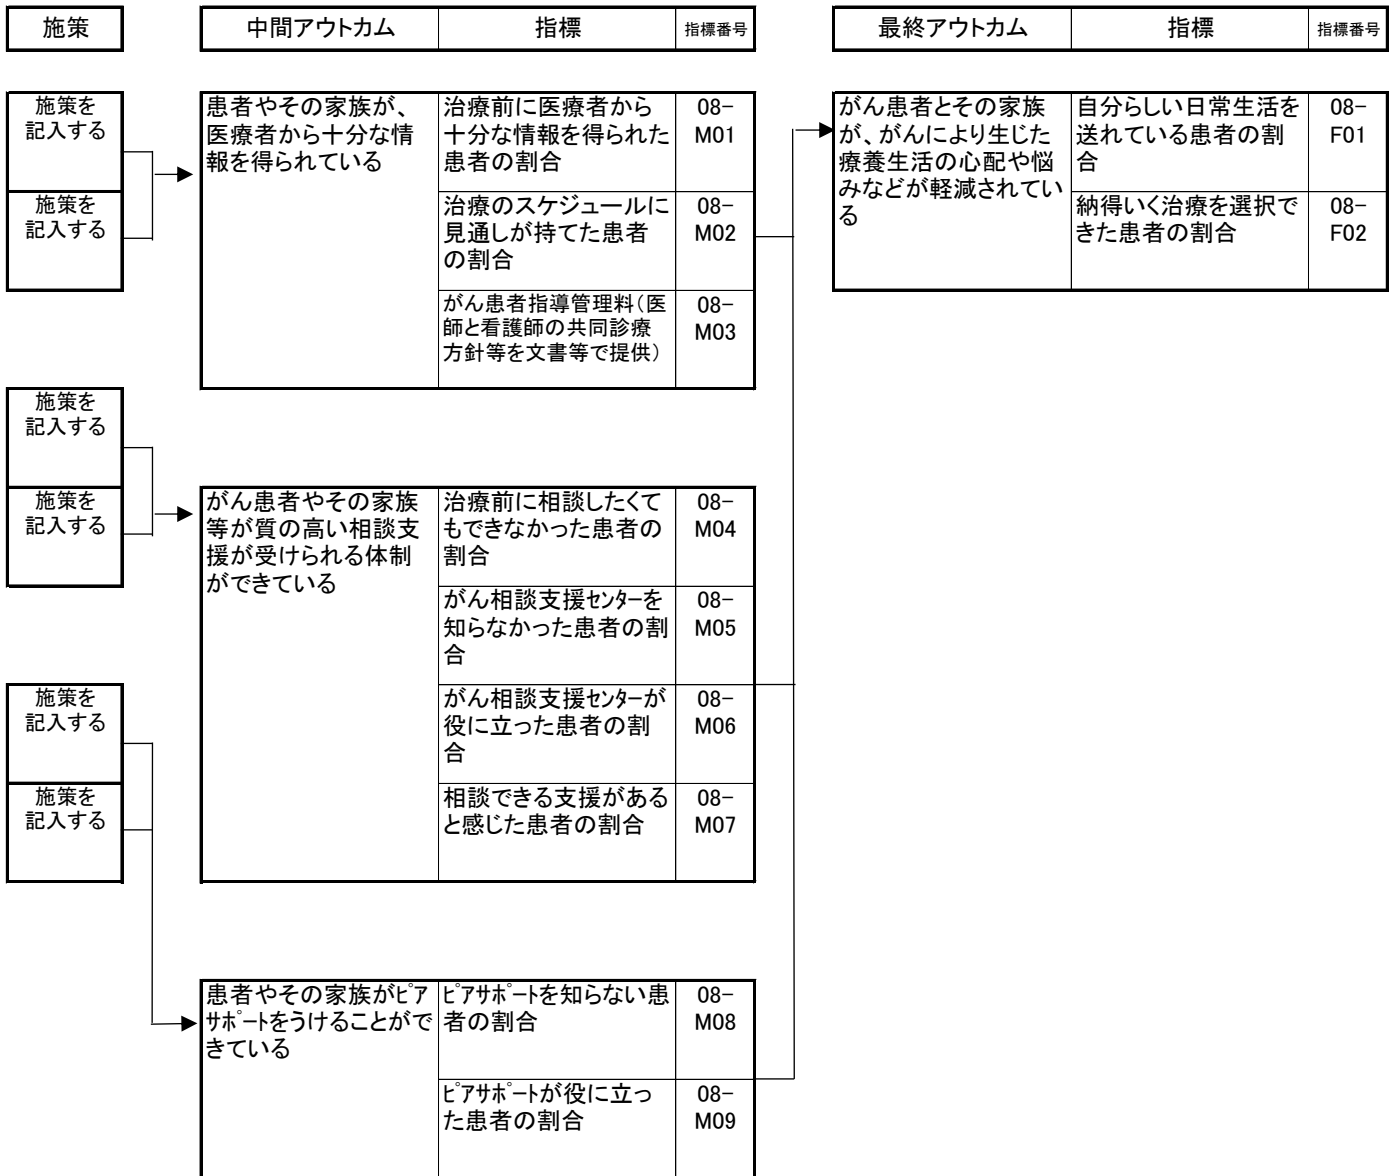 施策
中間アウトカム
指標
指標番号
最終アウトカム
指標
指標番号
施策を
記入する
施策を
記入する
患者やその家族が、
医療者から十分な情
報を得られている
治療前に医療者から
十分な情報を得られた
患者の割合
08-
M01
治療のスケジュールに
見通しが持てた患者
の割合
08-
M02
がん患者指導管理料(医
師と看護師の共同診療
方針等を文書等で提供)
08-
M03
がん患者とその家族
が、がんにより生じた
療養生活の心配や悩
みなどが軽減されてい
る
自分らしい日常生活を
送れている患者の割
合
08-
F01
納得いく治療を選択で
きた患者の割合
08-
F02
施策を
記入する
施策を
記入する
がん患者やその家族
等が質の高い相談支
援が受けられる体制
ができている
治療前に相談したくて
もできなかった患者の
割合
08-
M04
がん相談支援センターを
知らなかった患者の割
合
08-
M05
がん相談支援センターが
役に立った患者の割
合
08-
M06
相談できる支援がある
と感じた患者の割合
08-
M07
施策を
記入する
施策を
記入する
患者やその家族がピア
サポートをうけることがで
きている
ピアサポートを知らない患
者の割合
08-
M08
ピアサポートが役に立っ
た患者の割合
08-
M09